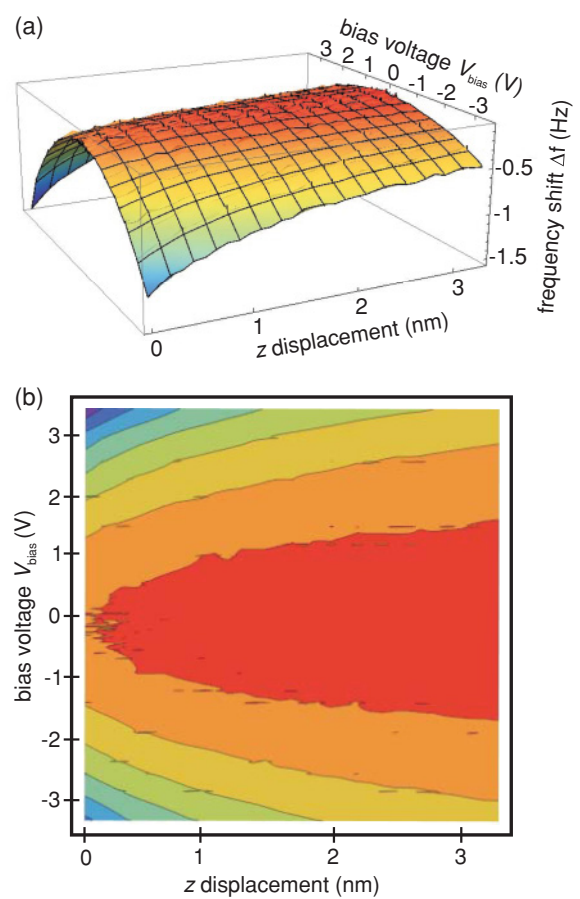 (a)
bias voltage V_bias (V)
3 2 1 0 -1 -2 -3
-0.5
-1
-1.5
frequency shift Δf (Hz)
0 1 2 3
z displacement (nm)
(b)
3
2
1
0
-1
-2
-3
bias voltage V_bias (V)
0 1 2 3
z displacement (nm)